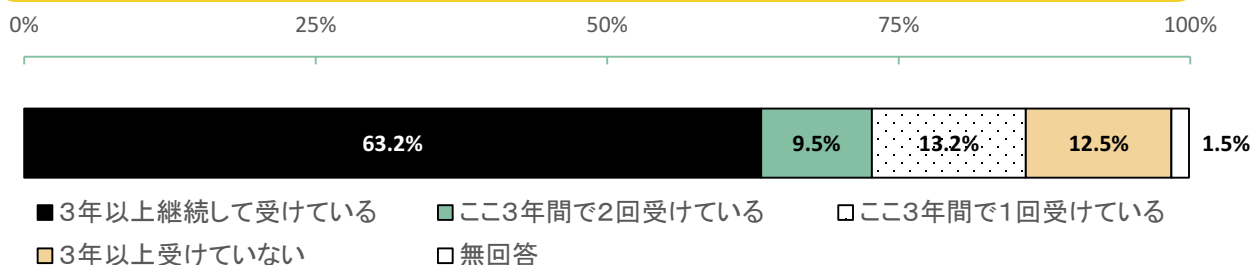 0% 25% 50% 75% 100%
63.2% 9.5% 13.2% 12.5% 1.5%
３年以上継続して受けている ここ３年間で２回受けている ここ３年間で１回受けている
３年以上受けていない 無回答